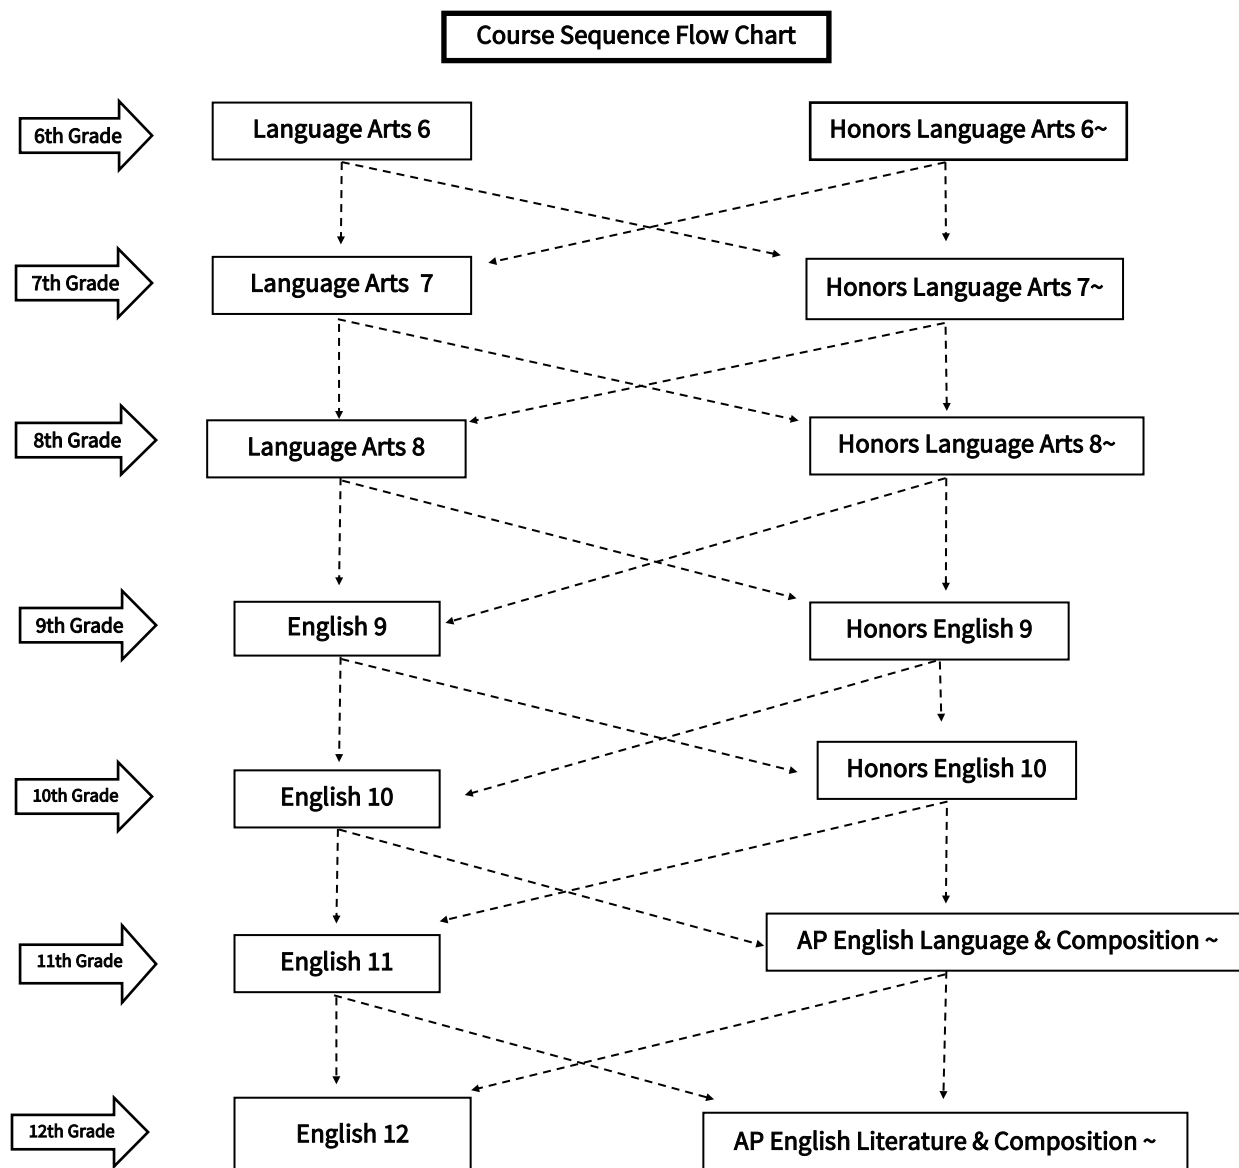 Course Sequence Flow Chart
6th Grade
Language Arts 6
Honors Language Arts 6~
7th Grade
Language Arts  7
Honors Language Arts 7~
8th Grade
Language Arts 8
Honors Language Arts 8~
9th Grade
English 9
Honors English 9
10th Grade
English 10
Honors English 10
11th Grade
English 11
AP English Language & Composition ~
12th Grade
English 12
AP English Literature & Composition ~